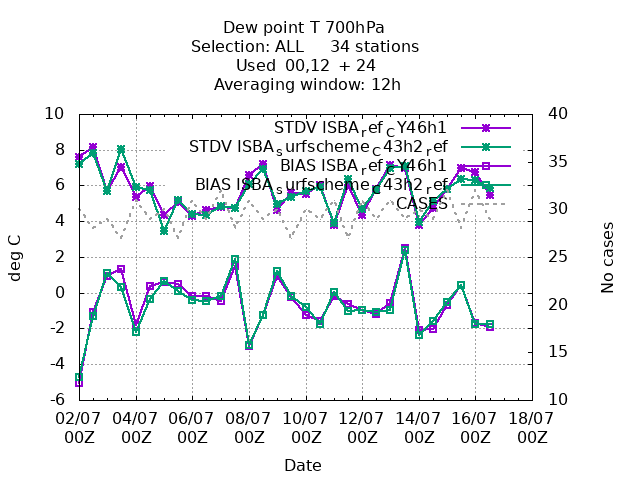 Dew point T 700hPa
Selection: ALL 34 stations
Used 00,12 + 24
Averaging window: 12h
STDV ISBA_ref_CY46h1
STDV ISBA_surfscheme_C43h2_ref
BIAS ISBA_ref_CY46h1
BIAS ISBA_surfscheme_C43h2_ref
CASES
deg C
No cases
10
8
6
4
2
0
-2
-4
-6
40
35
30
25
20
15
10
02/07 04/07 06/07 08/07 10/07 12/07 14/07 16/07 18/07
00Z 00Z 00Z 00Z 00Z 00Z 00Z 00Z 00Z
Date